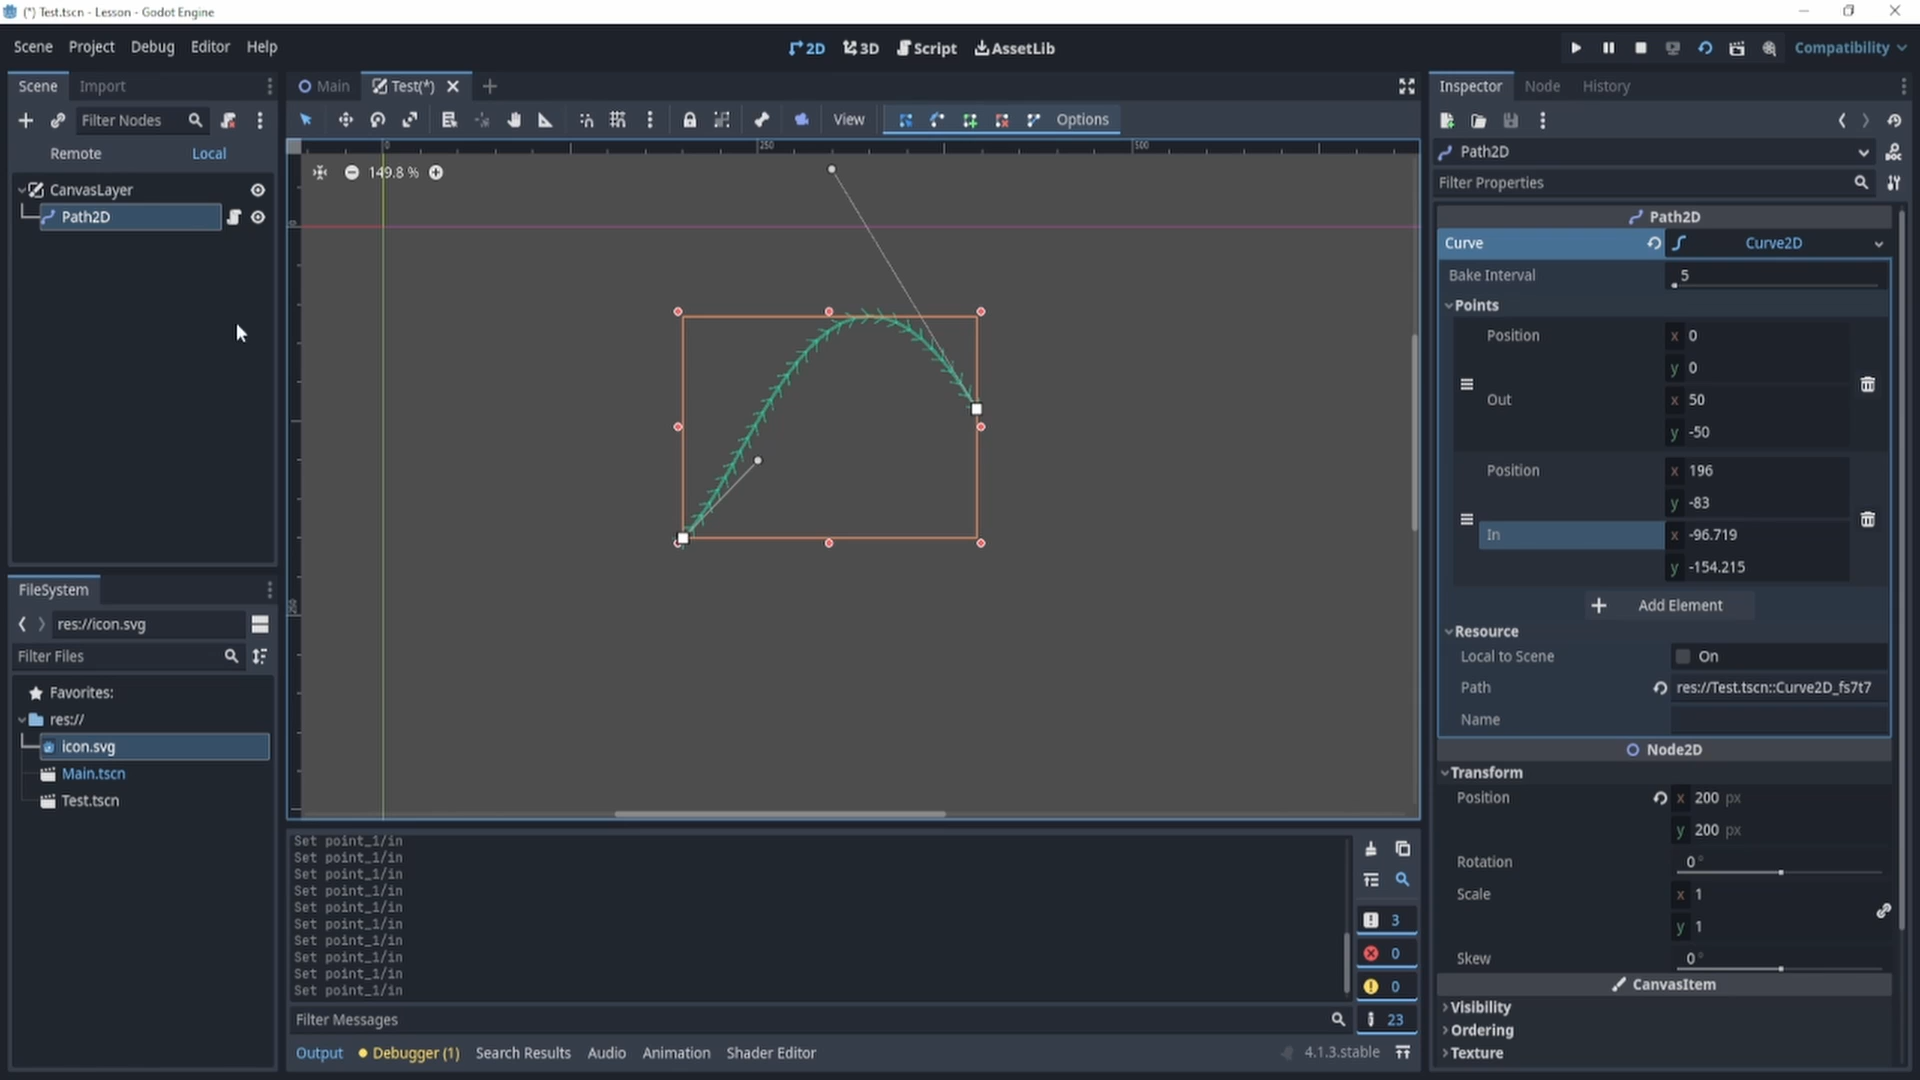 (*) Test.tscn - Lesson - Godot Engine
Scene Project Debug Editor Help
2D 3D Script AssetLib
Compatibility
Scene Import
Filter Nodes
Remote Local
CanvasLayer
Path2D
FileSystem
res://icon.svg
Filter Files
Favorites:
res://
icon.svg
Main.tscn
Test.tscn
Main Test(*)
View Options
0 250 500
149.8 %
0
250
Set point_1/in
Set point_1/in
Set point_1/in
Set point_1/in
Set point_1/in
Set point_1/in
Set point_1/in
Set point_1/in
Set point_1/in
Set point_1/in
3
0
0
23
Filter Messages
Output Debugger (1) Search Results Audio Animation Shader Editor
4.1.3.stable
Inspector Node History
Path2D
Filter Properties
Path2D
Curve Curve2D
Bake Interval 5
Points
Position x 0
y 0
Out x 50
y -50
Position x 196
y -83
In x -96.719
y -154.215
Add Element
Resource
Local to Scene On
Path res://Test.tscn::Curve2D_fs7t7
Name
Node2D
Transform
Position x 200 px
y 200 px
Rotation 0 °
Scale x 1
y 1
Skew 0 °
CanvasItem
Visibility
Ordering
Texture